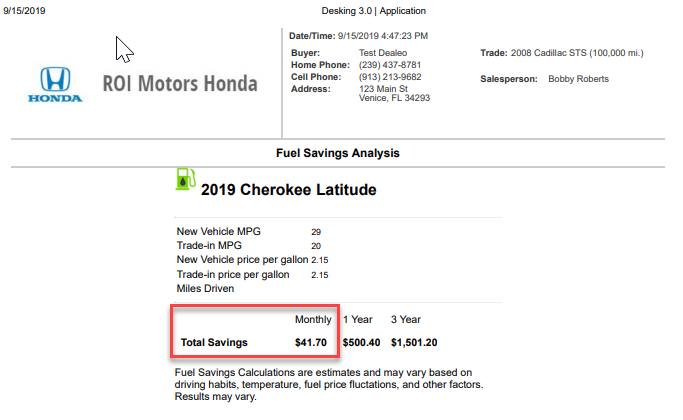 9/15/2019 Desking 3.0 | Application
Date/Time: 9/15/2019 4:47:23 PM
Buyer: Test Dealeo Trade: 2008 Cadillac STS (100,000 mi.)
Home Phone: (239) 437-8781
Cell Phone: (913) 213-9682 Salesperson: Bobby Roberts
Address: 123 Main St
Venice, FL 34293
HONDA
ROI Motors Honda
Fuel Savings Analysis
2019 Cherokee Latitude
New Vehicle MPG 29
Trade-in MPG 20
New Vehicle price per gallon 2.15
Trade-in price per gallon 2.15
Miles Driven
Monthly 1 Year 3 Year
Total Savings $41.70 $500.40 $1,501.20
Fuel Savings Calculations are estimates and may vary based on
driving habits, temperature, fuel price fluctations, and other factors.
Results may vary.